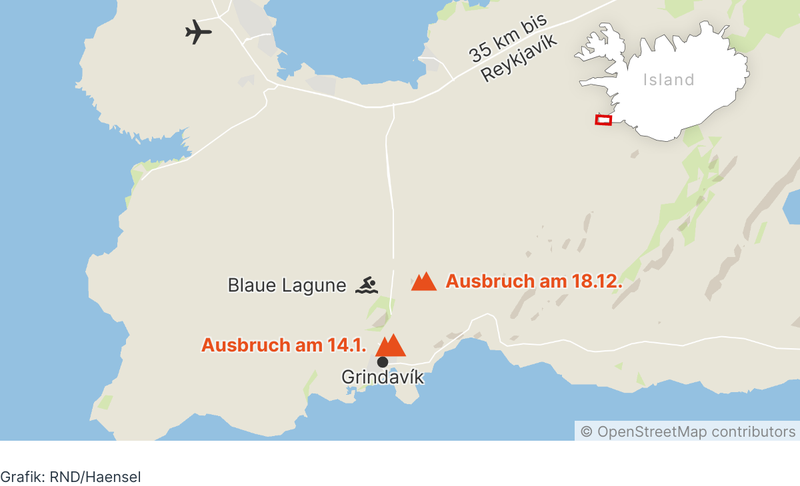 35 km bis
Reykjavík
Island
Blaue Lagune
Ausbruch am 18.12.
Ausbruch am 14.1.
Grindavík
© OpenStreetMap contributors
Grafik: RND/Haensel